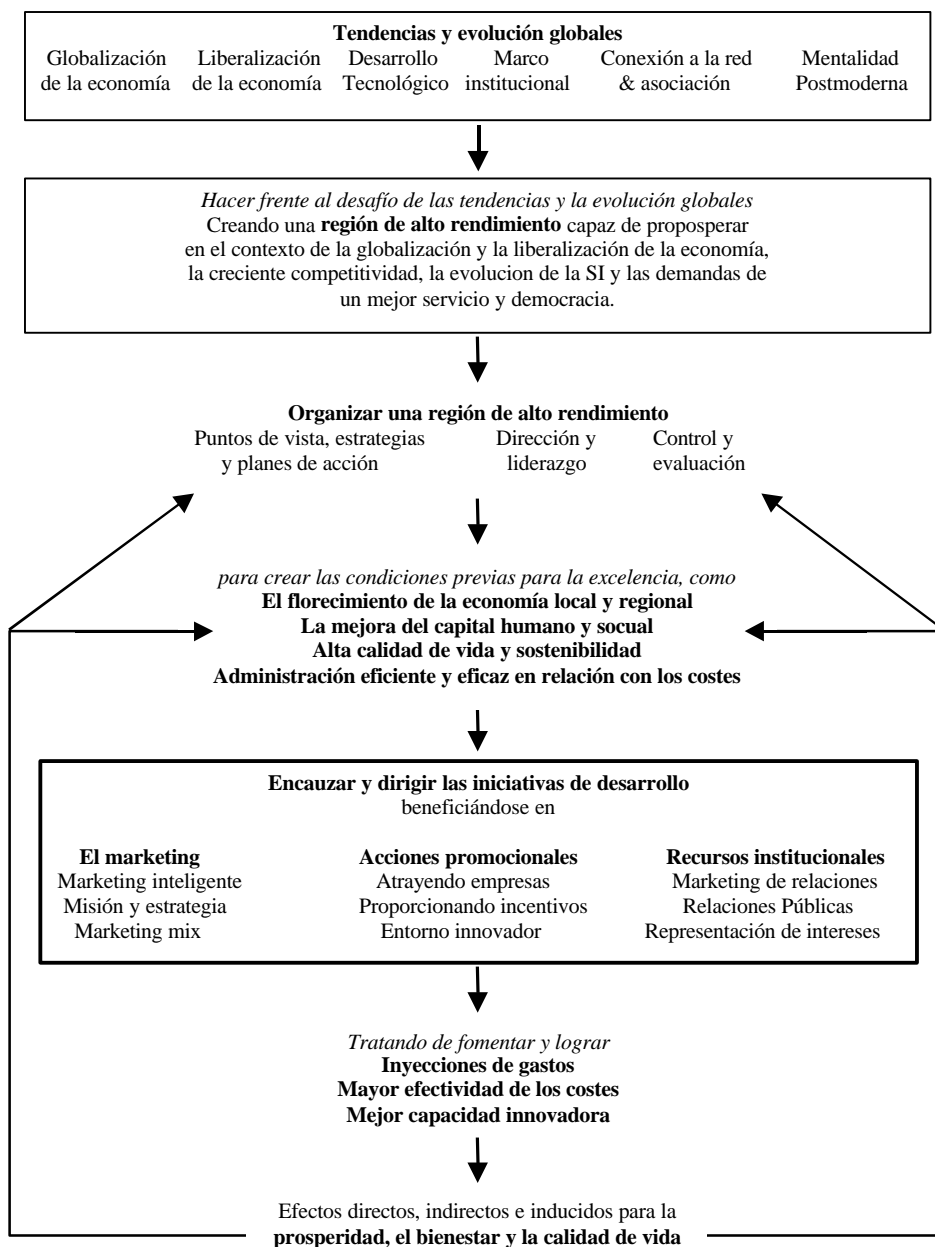 Tendencias y evolución globales
Globalización Liberalización Desarrollo Marco Conexión a la red Mentalidad
de la economía de la economía Tecnológico institucional & asociación Postmoderna
Hacer frente al desafío de las tendencias y la evolución globales
Creando una región de alto rendimiento capaz de proposperar
en el contexto de la globalización y la liberalización de la economía,
la creciente competitividad, la evolucion de la SI y las demandas de
un mejor servicio y democracia.
Organizar una región de alto rendimiento
Puntos de vista, estrategias Dirección y Control y
y planes de acción liderazgo evaluación
para crear las condiciones previas para la excelencia, como
El florecimiento de la economía local y regional
La mejora del capital humano y socual
Alta calidad de vida y sostenibilidad
Administración eficiente y eficaz en relación con los costes
Encauzar y dirigir las iniciativas de desarrollo
beneficiándose en
El marketing Acciones promocionales Recursos institucionales
Marketing inteligente Atrayendo empresas Marketing de relaciones
Misión y estrategia Proporcionando incentivos Relaciones Públicas
Marketing mix Entorno innovador Representación de intereses
Tratando de fomentar y lograr
Inyecciones de gastos
Mayor efectividad de los costes
Mejor capacidad innovadora
Efectos directos, indirectos e inducidos para la
prosperidad, el bienestar y la calidad de vida